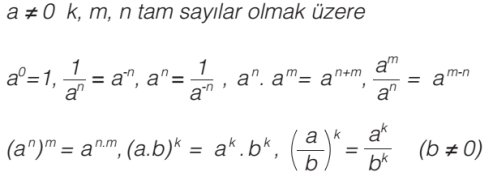 a ≠ 0 k, m, n tam sayılar olmak üzere
a⁰=1, 1/aⁿ = a⁻ⁿ, aⁿ = 1/a⁻ⁿ , aⁿ. aᵐ= aⁿ⁺ᵐ, aᵐ/aⁿ = aᵐ⁻ⁿ
(aⁿ)ᵐ = aⁿ·ᵐ, (a.b)ᵏ = aᵏ.bᵏ, (a/b)ᵏ = aᵏ/bᵏ (b ≠ 0)